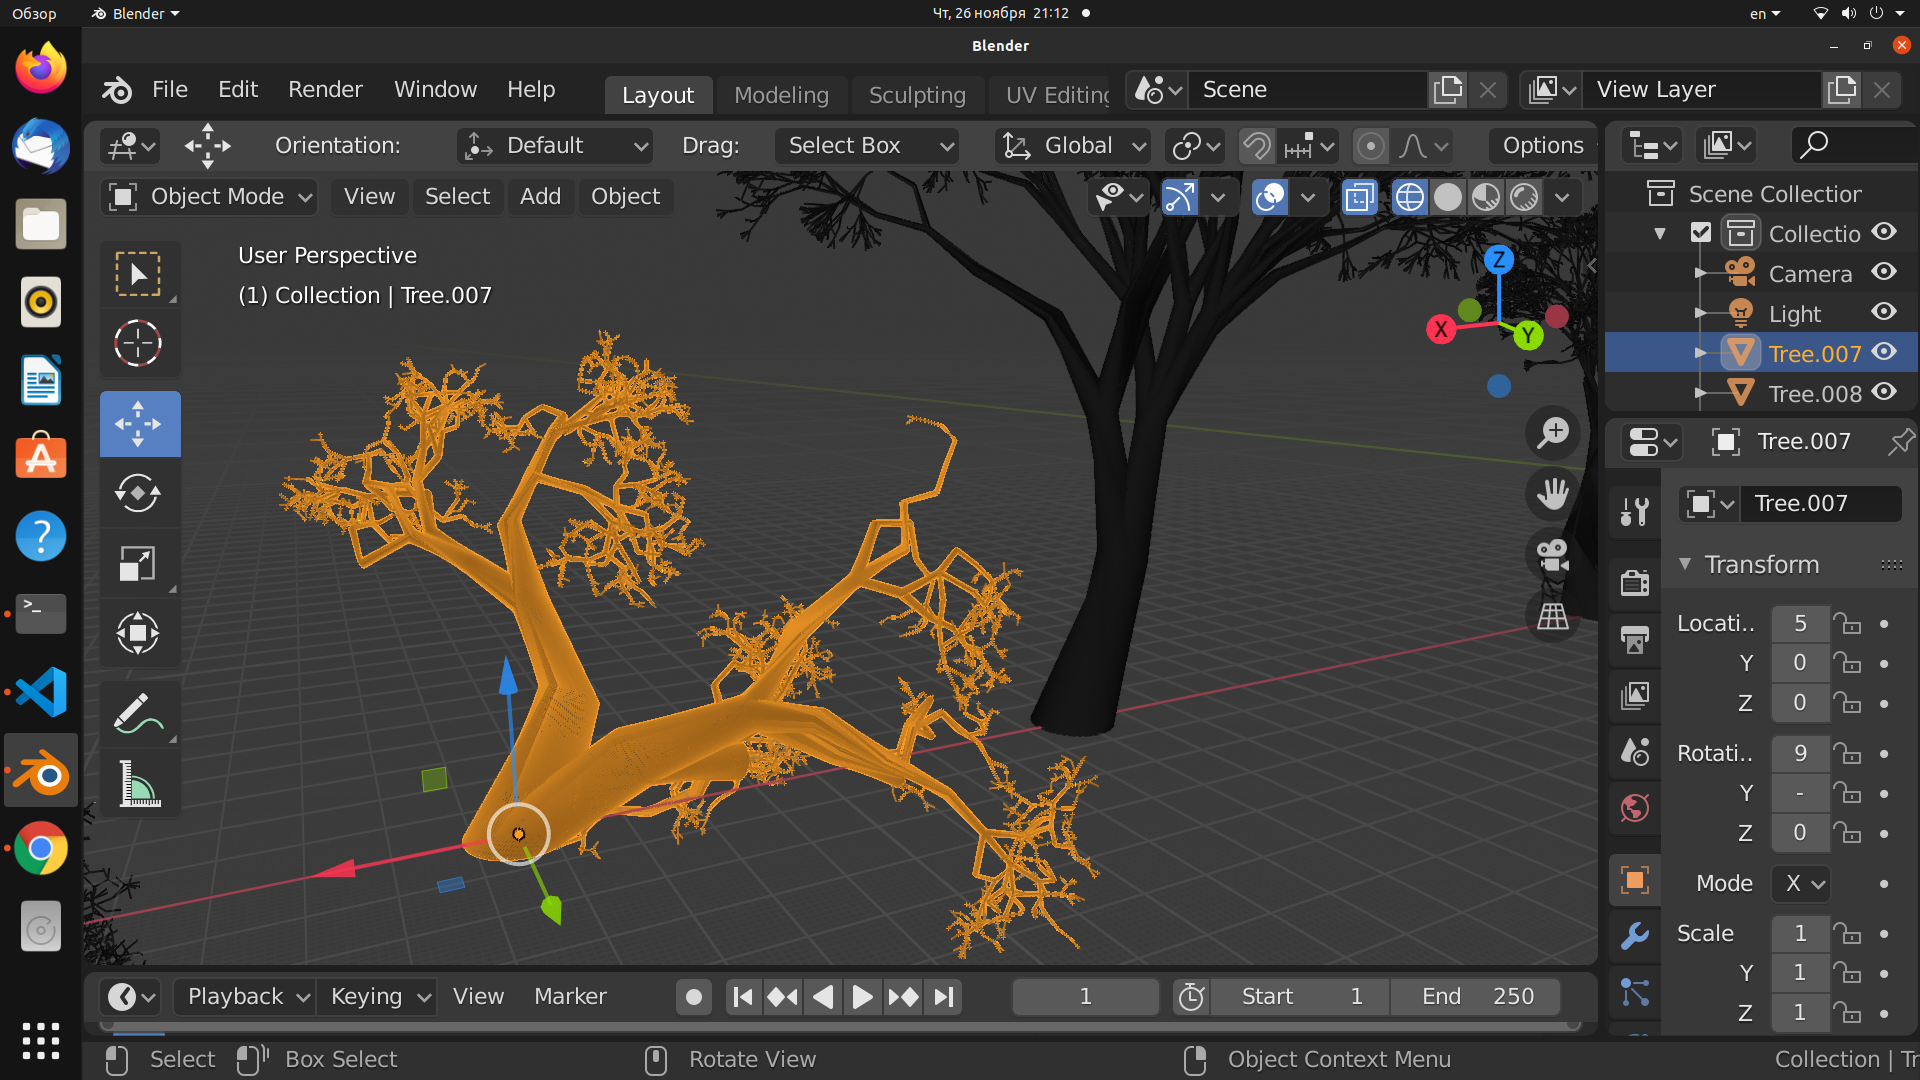 Обзор Blender Чт, 26 ноября 21:12 en
Blender
File Edit Render Window Help Layout Modeling Sculpting UV Editing Scene View Layer
Orientation: Default Drag: Select Box Global Options
Object Mode View Select Add Object
User Perspective
(1) Collection | Tree.007
Z
X
Y
Scene Collection
Collectio
Camera
Light
Tree.007
Tree.008
Tree.007
Tree.007
Transform
Locati.. 5
Y 0
Z 0
Rotati.. 9
Y -
Z 0
Mode X
Scale 1
Y 1
Z 1
Playback Keying View Marker 1 Start 1 End 250
Select Box Select Rotate View Object Context Menu Collection | Tr